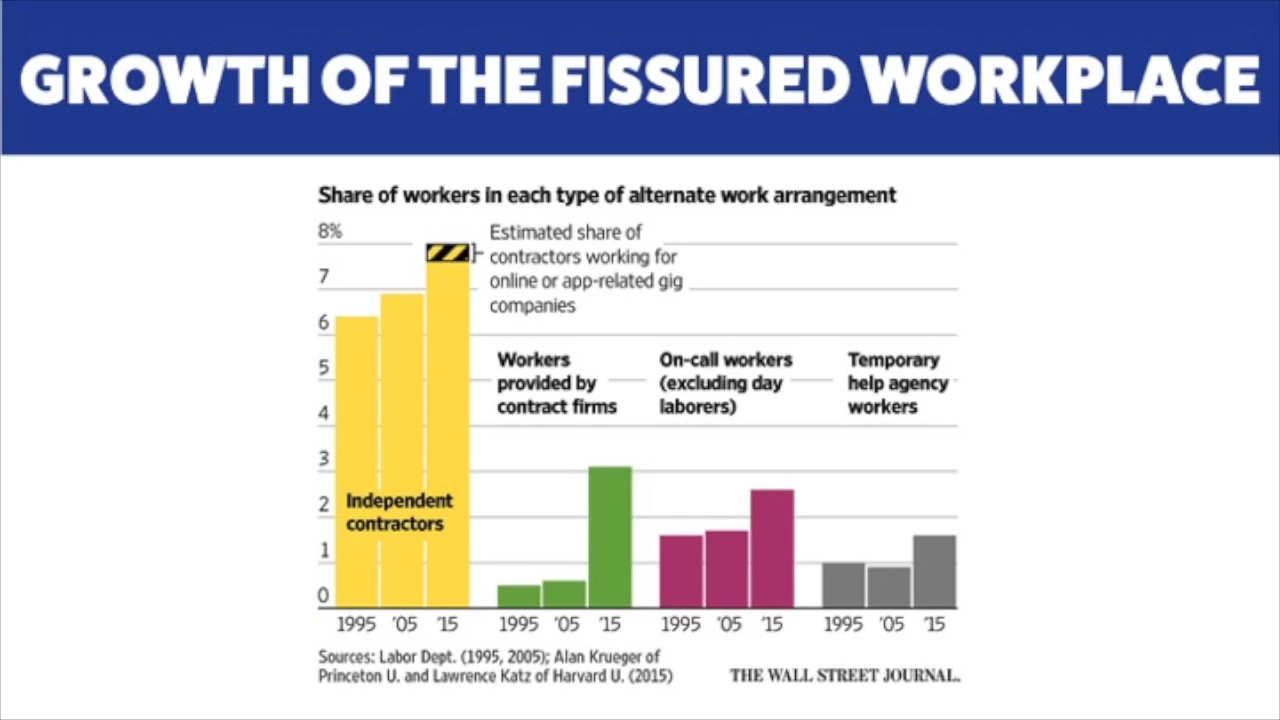 GROWTH OF THE FISSURED WORKPLACE
Share of workers in each type of alternate work arrangement
8%
7
6
5
4
3
2
1
0
Estimated share of
contractors working for
online or app-related gig
companies
Independent
contractors
Workers
provided by
contract firms
On-call workers
(excluding day
laborers)
Temporary
help agency
workers
1995 '05 '15 1995 '05 '15 1995 '05 '15 1995 '05 '15
Sources: Labor Dept. (1995, 2005); Alan Krueger of
Princeton U. and Lawrence Katz of Harvard U. (2015)
THE WALL STREET JOURNAL.